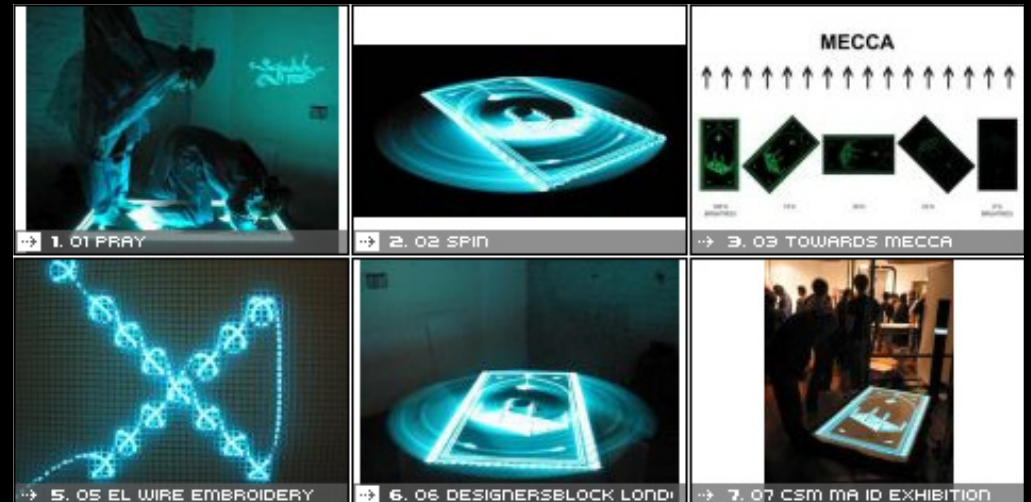 1. 01 PRAY
2. 02 SPIN
MECCA
3. 03 TOWARDS MECCA
5. 05 EL WIRE EMBROIDERY
6. 06 DESIGNERSBLOCK LOND
7. 07 CSM MA ID EXHIBITION